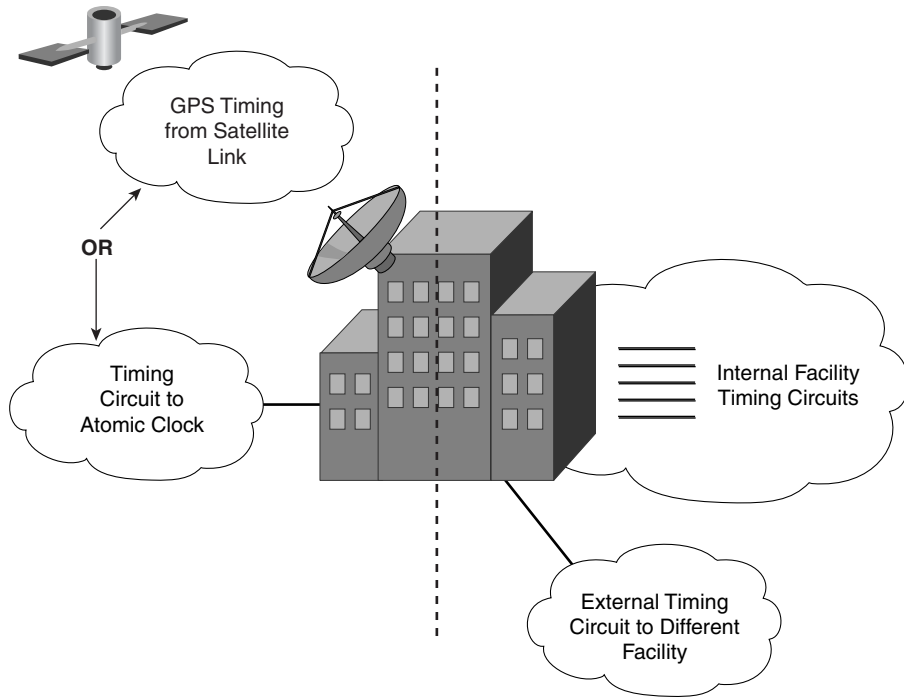 GPS Timing
from Satellite
Link
OR
Timing
Circuit to
Atomic Clock
Internal Facility
Timing Circuits
External Timing
Circuit to Different
Facility